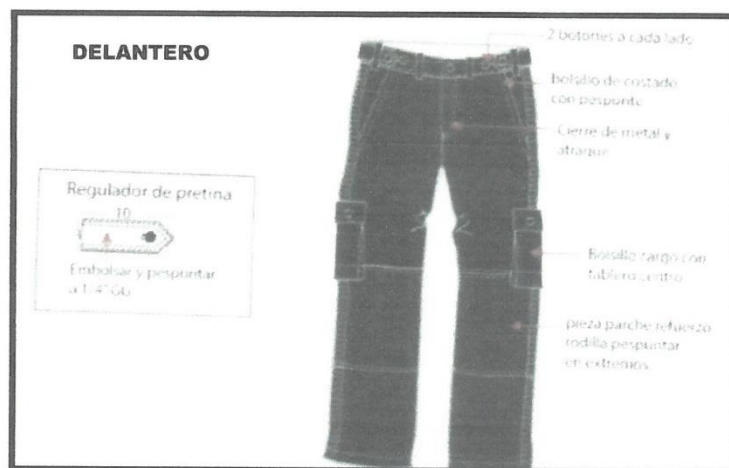 DELANTERO
2 botones a cada lado
bolsillo de costado
con pespunte
Cierre de metal y
atraque
Regulador de pretina
10
Embolsar y pespuntar
a 1/4" GG
Bolsillo cargo con
tablero centro
pieza parche refuerzo
rodilla pespuntar
en extremos.